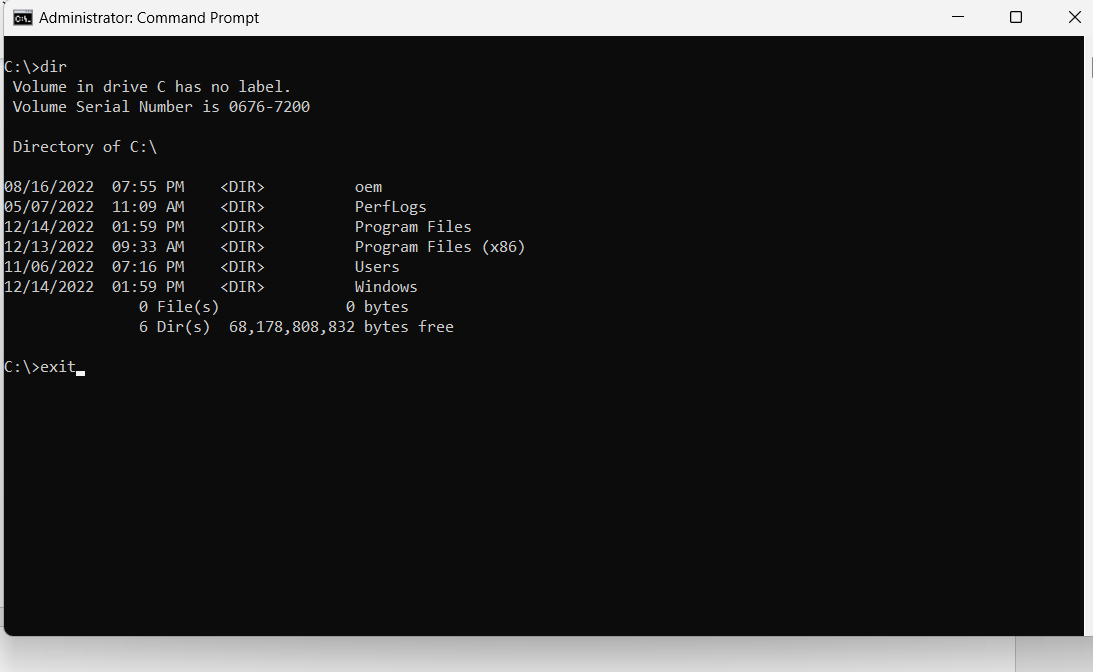 Administrator: Command Prompt
C:\>dir
 Volume in drive C has no label.
 Volume Serial Number is 0676-7200
 Directory of C:\
08/16/2022  07:55 PM    <DIR>          oem
05/07/2022  11:09 AM    <DIR>          PerfLogs
12/14/2022  01:59 PM    <DIR>          Program Files
12/13/2022  09:33 AM    <DIR>          Program Files (x86)
11/06/2022  07:16 PM    <DIR>          Users
12/14/2022  01:59 PM    <DIR>          Windows
               0 File(s)              0 bytes
               6 Dir(s)  68,178,808,832 bytes free
C:\>exit